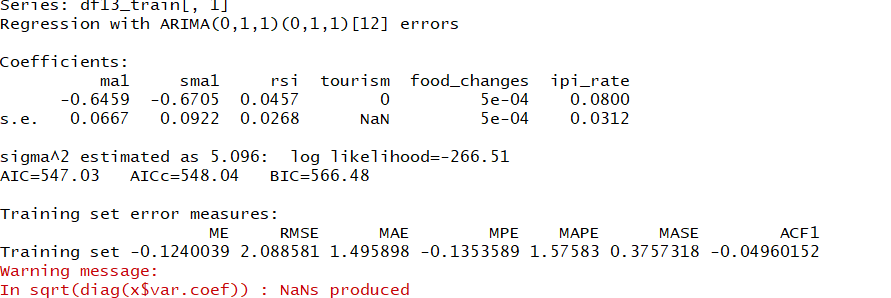 Series: df13_train[, 1]
Regression with ARIMA(0,1,1)(0,1,1)[12] errors
Coefficients:
ma1 sma1 rsi tourism food_changes ipi_rate
-0.6459 -0.6705 0.0457 0 5e-04 0.0800
s.e. 0.0667 0.0922 0.0268 NaN 5e-04 0.0312
sigma^2 estimated as 5.096: log likelihood=-266.51
AIC=547.03 AICc=548.04 BIC=566.48
Training set error measures:
ME RMSE MAE MPE MAPE MASE ACF1
Training set -0.1240039 2.088581 1.495898 -0.1353589 1.57583 0.3757318 -0.04960152
Warning message:
In sqrt(diag(x$var.coef)) : NaNs produced